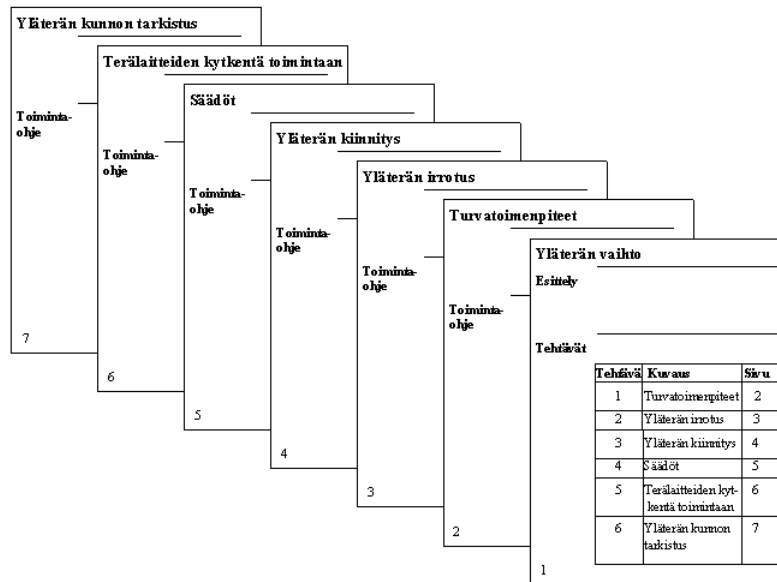 Yläterän kunnon tarkistus
Toiminta-
ohje
7
Terälaitteiden kytkentä toimintaan
Toiminta-
ohje
6
Säädöt
Toiminta-
ohje
5
Yläterän kiinnitys
Toiminta-
ohje
4
Yläterän irrotus
Toiminta-
ohje
3
Turvatoimenpiteet
Toiminta-
ohje
2
Yläterän vaihto
Esittely
Tehtävät
Tehtävä Kuvaus Sivu
1 Turvatoimenpiteet 2
2 Yläterän irrotus 3
3 Yläterän kiinnitys 4
4 Säädöt 5
5 Terälaitteiden kyt- 6
kentä toimintaan
6 Yläterän kunnon 7
tarkistus
1